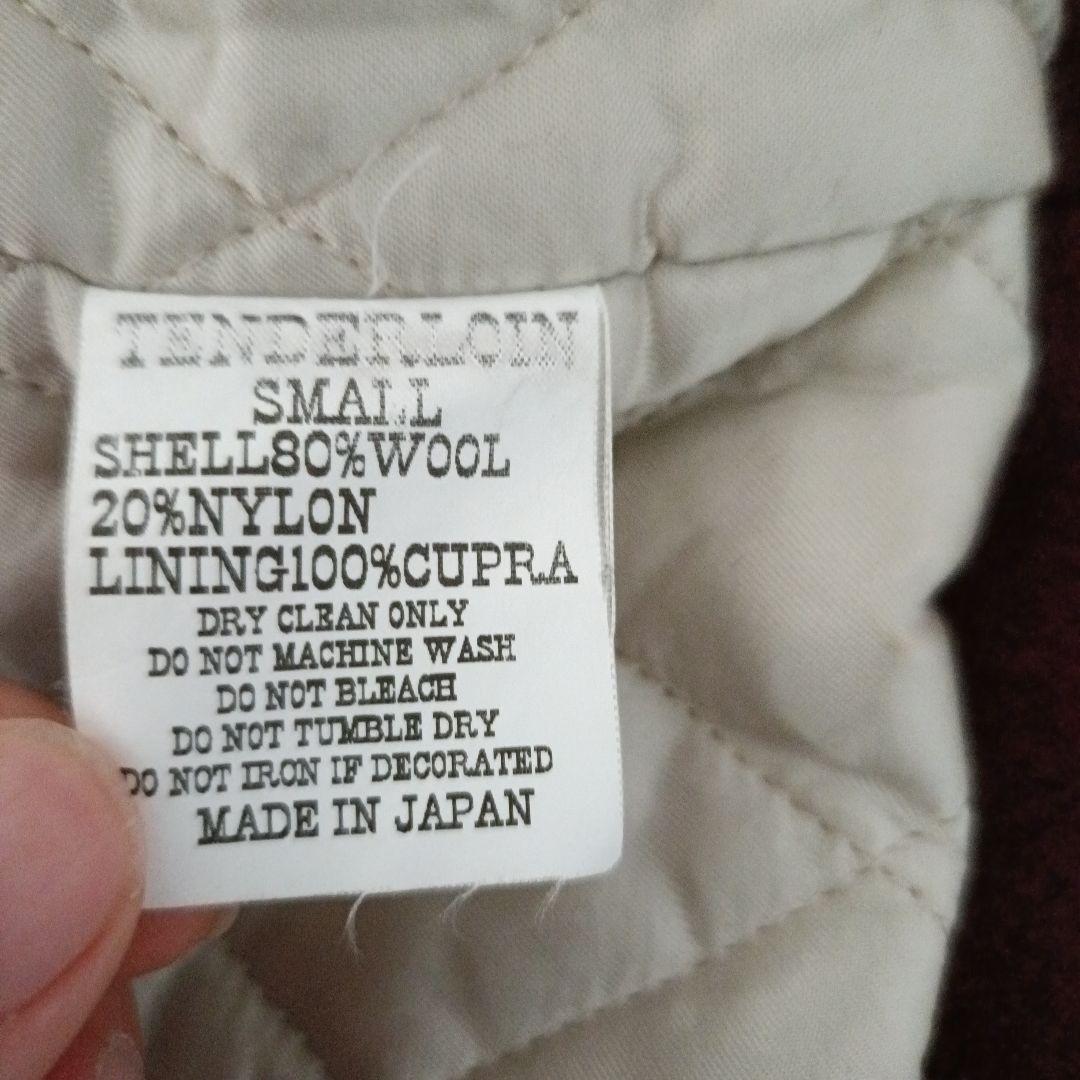 TENDERLOIN
SMALL
SHELL80%WOOL
20%NYLON
LINING100%CUPRA
DRY CLEAN ONLY
DO NOT MACHINE WASH
DO NOT BLEACH
DO NOT TUMBLE DRY
DO NOT IRON IF DECORATED
MADE IN JAPAN